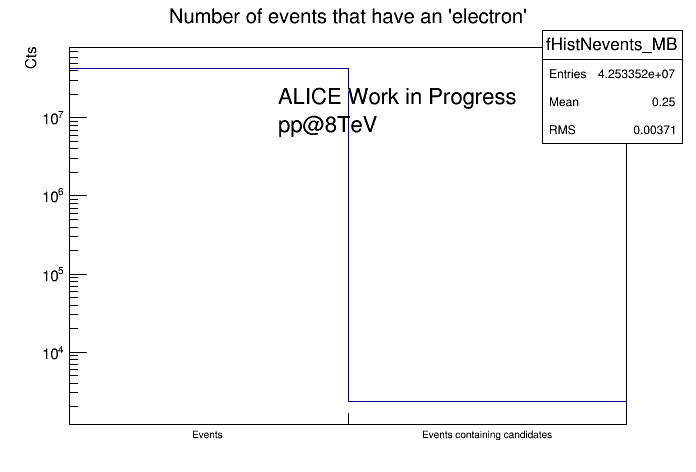 Number of events that have an 'electron'
Cts
fHistNevents_MB
Entries 4.253352e+07
Mean 0.25
RMS 0.00371
ALICE Work in Progress
pp@8TeV
10^7
10^6
10^5
10^4
Events Events containing candidates